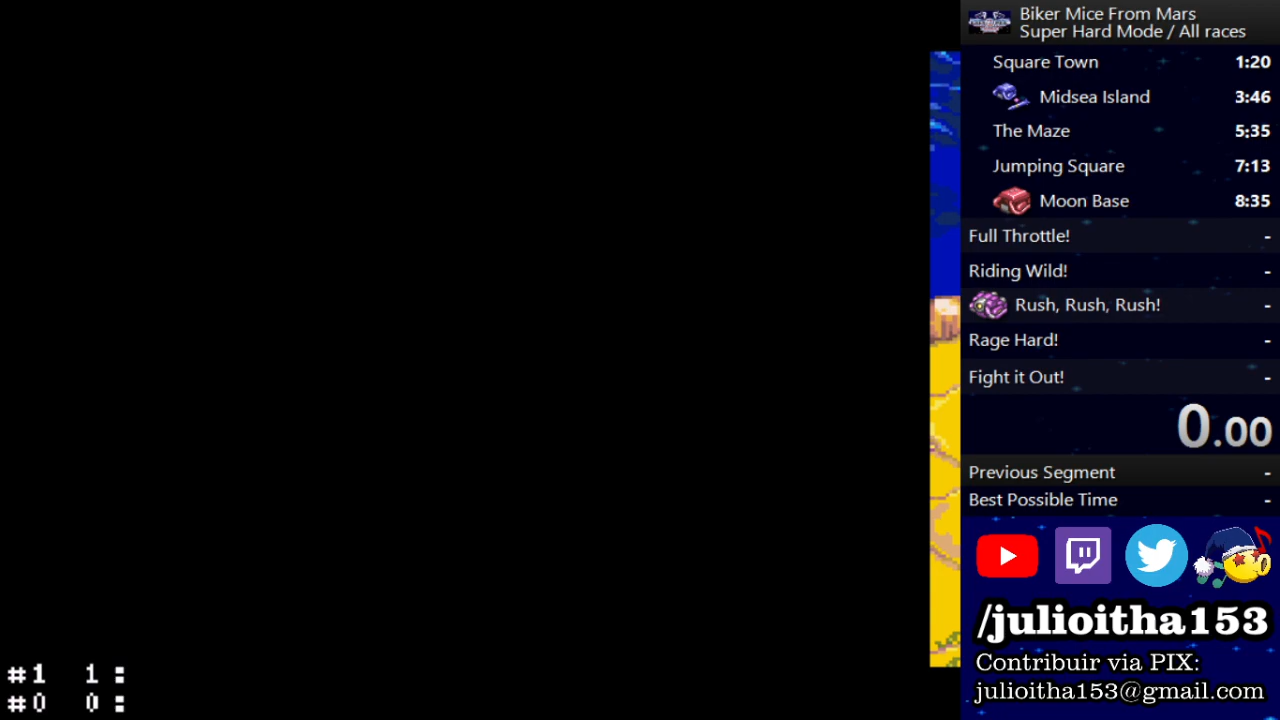 Biker Mice From Mars
Super Hard Mode / All races
Square Town 1:20
Midsea Island 3:46
The Maze 5:35
Jumping Square 7:13
Moon Base 8:35
Full Throttle! -
Riding Wild! -
Rush, Rush, Rush! -
Rage Hard! -
Fight it Out! -
0.00
Previous Segment -
Best Possible Time -
/julioitha153
Contribuir via PIX:
julioitha153@gmail.com
#1 1 :
#0 0 :